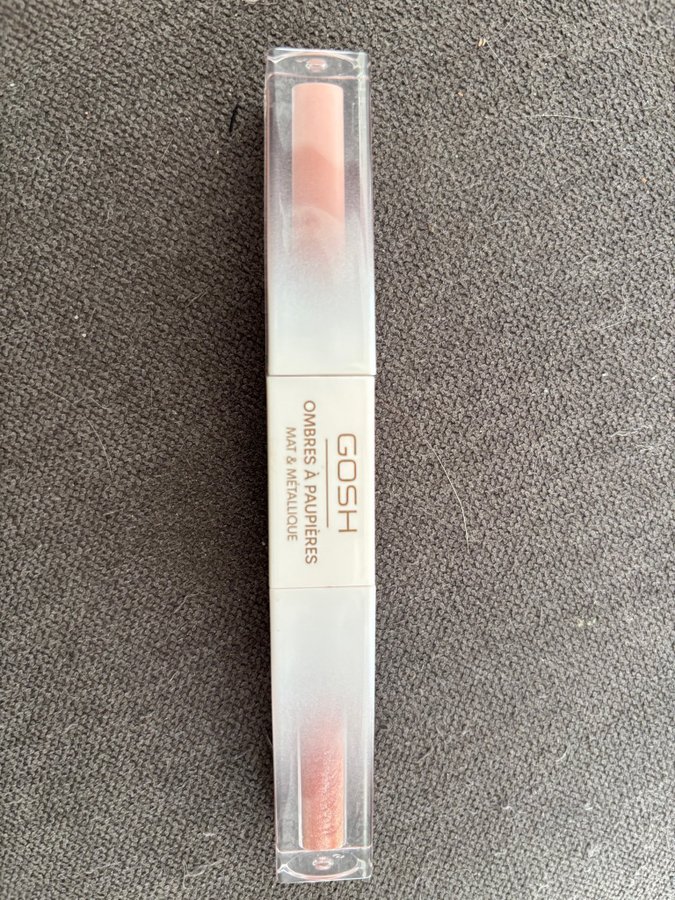 GOSH
OMBRES À PAUPIÈRES
MAT & MÉTALLIQUE